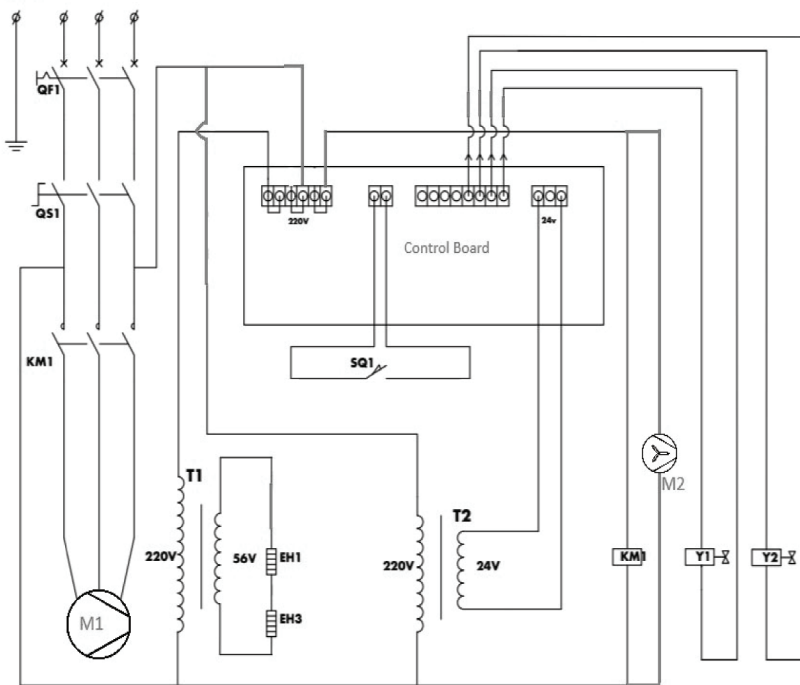 QF1
QS1
220V
24v
Control Board
SQ1
KM1
T1
M2
T2
220V
56V
EH1
220V
24V
KM1
Y1
Y2
EH3
M1